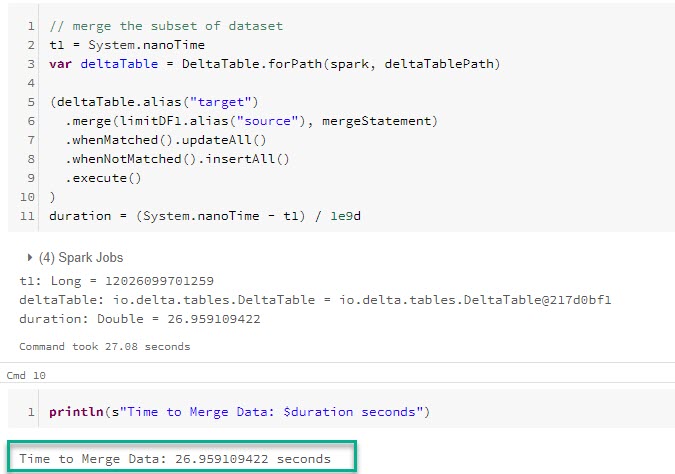 1 // merge the subset of dataset
2 t1 = System.nanoTime
3 var deltaTable = DeltaTable.forPath(spark, deltaTablePath)
4
5 (deltaTable.alias("target")
6 .merge(limitDF1.alias("source"), mergeStatement)
7 .whenMatched().updateAll()
8 .whenNotMatched().insertAll()
9 .execute()
10 )
11 duration = (System.nanoTime - t1) / 1e9d
(4) Spark Jobs
t1: Long = 12026099701259
deltaTable: io.delta.tables.DeltaTable = io.delta.tables.DeltaTable@217d0bf1
duration: Double = 26.959109422
Command took 27.08 seconds
Cmd 10
1 println(s"Time to Merge Data: $duration seconds")
Time to Merge Data: 26.959109422 seconds